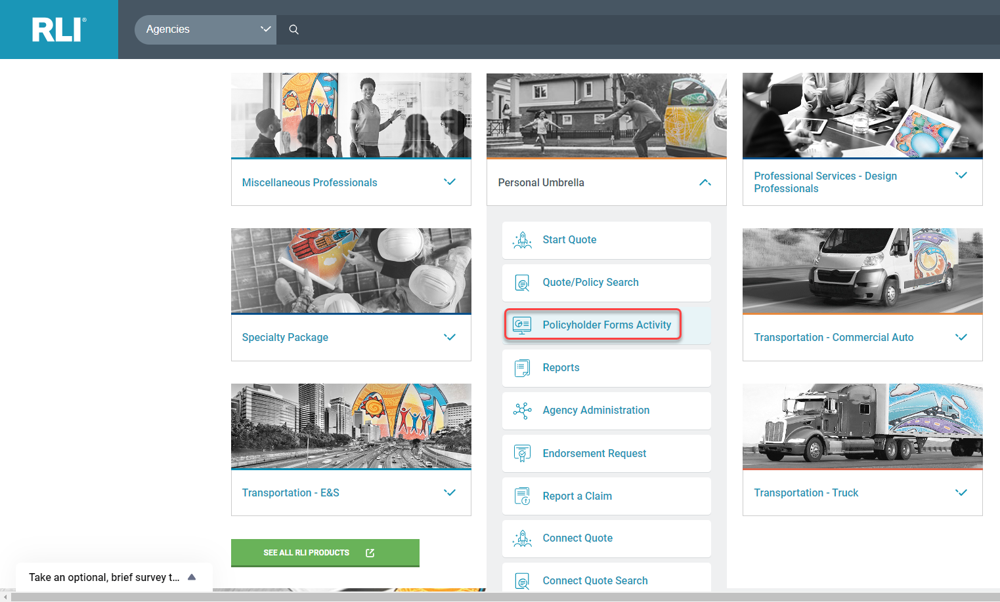 RLI®
Agencies
Miscellaneous Professionals
Personal Umbrella
Professional Services - Design
Professionals
Start Quote
Quote/Policy Search
Policyholder Forms Activity
Reports
Agency Administration
Endorsement Request
Report a Claim
Connect Quote
Connect Quote Search
Specialty Package
Transportation - Commercial Auto
Transportation - E&S
Transportation - Truck
SEE ALL RLI PRODUCTS
Take an optional, brief survey t...